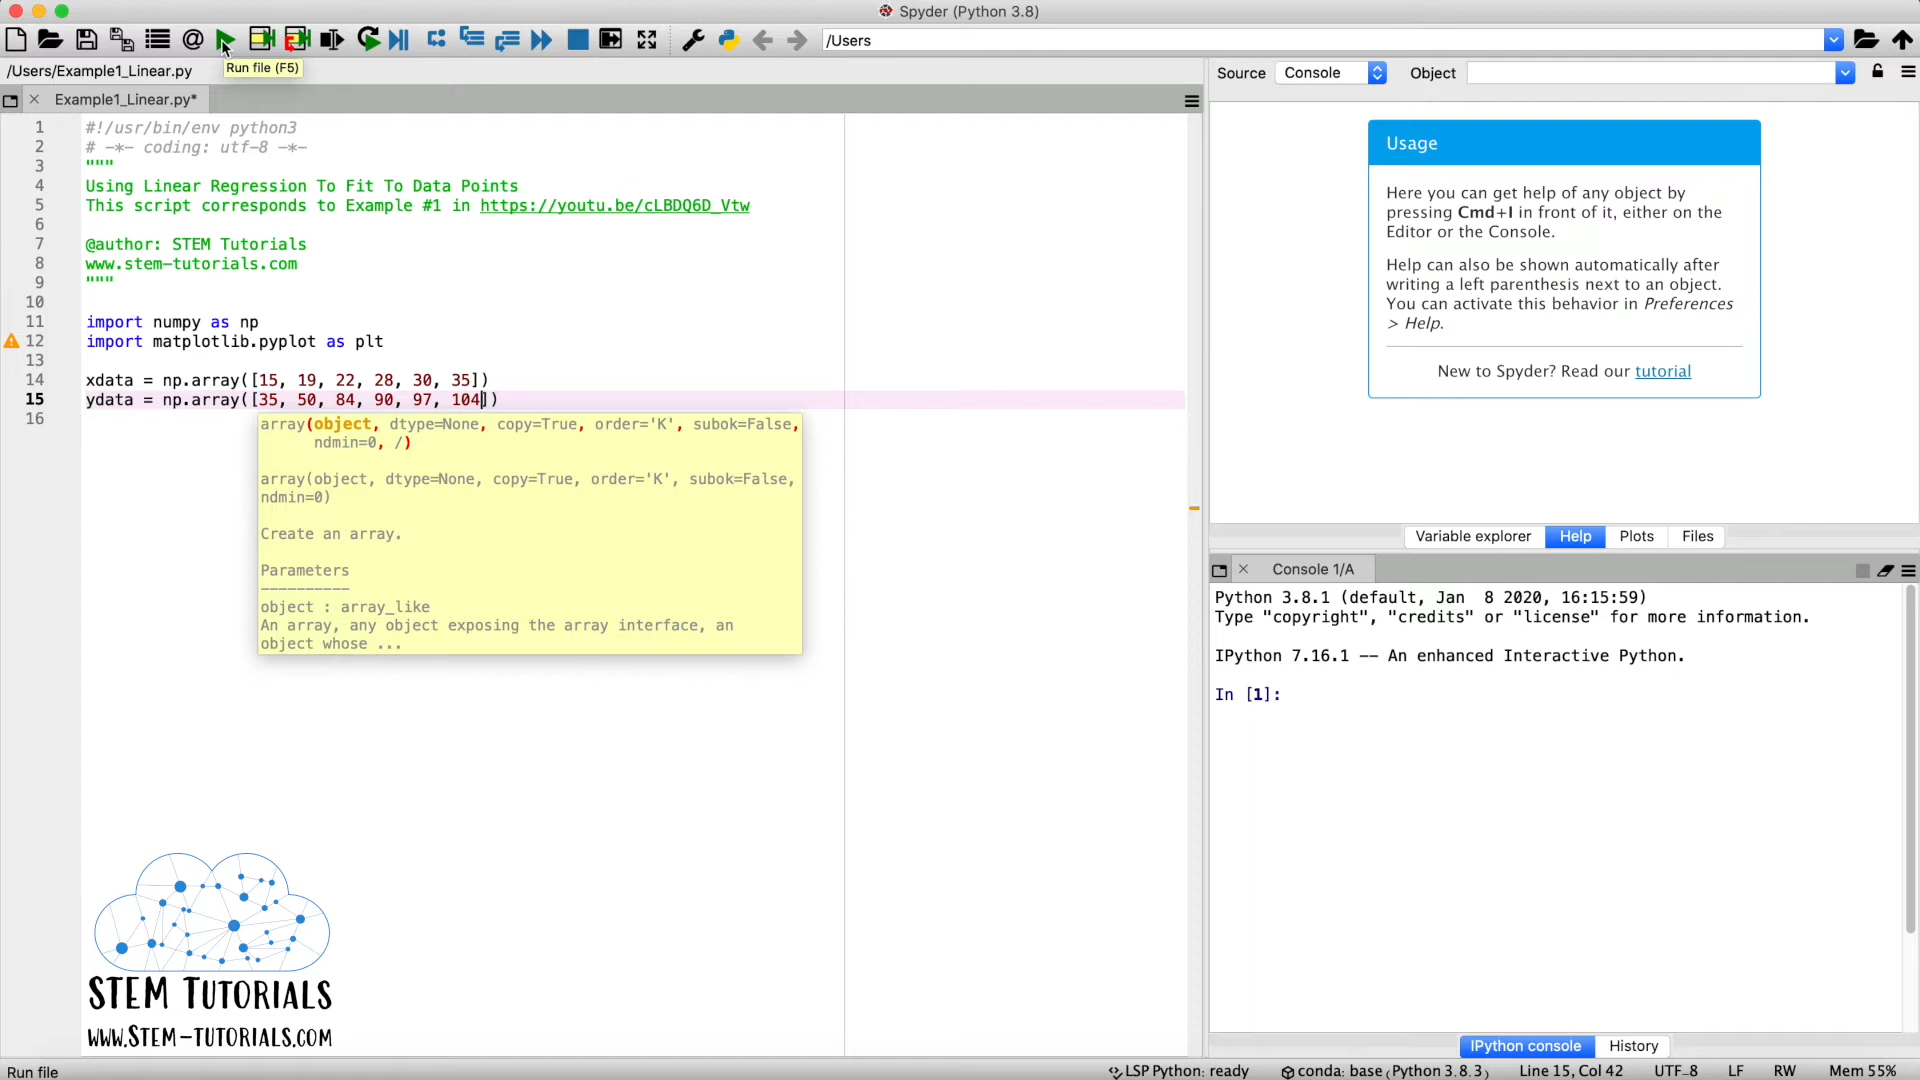 Spyder (Python 3.8)
/Users
/Users/Example1_Linear.py
Run file (F5)
Example1_Linear.py*
1 #!/usr/bin/env python3
2 # -*- coding: utf-8 -*-
3 """
4 Using Linear Regression To Fit To Data Points
5 This script corresponds to Example #1 in https://youtu.be/cLBDQ6D_Vtw
6
7 @author: STEM Tutorials
8 www.stem-tutorials.com
9 """
10
11 import numpy as np
12 import matplotlib.pyplot as plt
13
14 xdata = np.array([15, 19, 22, 28, 30, 35])
15 ydata = np.array([35, 50, 84, 90, 97, 104])
16
array(object, dtype=None, copy=True, order='K', subok=False,
ndmin=0, /)
array(object, dtype=None, copy=True, order='K', subok=False,
ndmin=0)
Create an array.
Parameters
----------
object : array_like
An array, any object exposing the array interface, an
object whose ...
STEM TUTORIALS
WWW.STEM-TUTORIALS.COM
Source Console Object
Usage
Here you can get help of any object by
pressing Cmd+I in front of it, either on the
Editor or the Console.
Help can also be shown automatically after
writing a left parenthesis next to an object.
You can activate this behavior in Preferences
> Help.
New to Spyder? Read our tutorial
Variable explorer Help Plots Files
Console 1/A
Python 3.8.1 (default, Jan  8 2020, 16:15:59)
Type "copyright", "credits" or "license" for more information.
IPython 7.16.1 -- An enhanced Interactive Python.
In [1]:
IPython console History
Run file LSP Python: ready conda: base (Python 3.8.3) Line 15, Col 42 UTF-8 LF RW Mem 55%